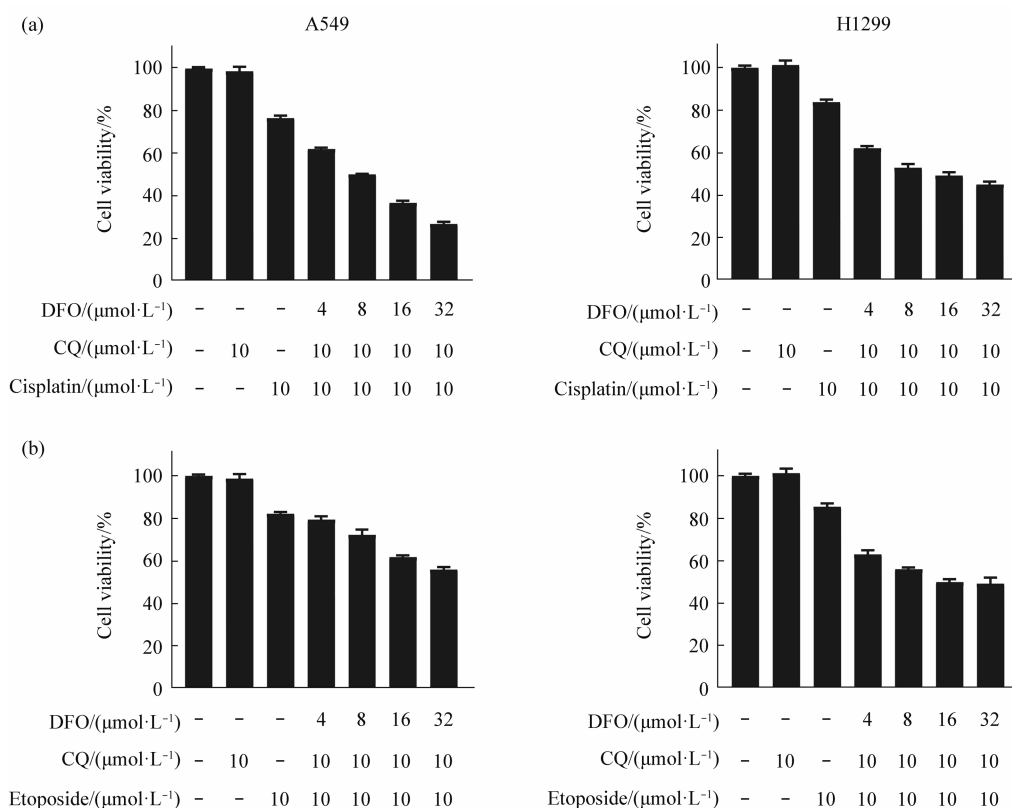 (a)
A549
Cell viability/%
100
80
60
40
20
0
DFO/(μmol·L⁻¹) – – – 4 8 16 32
CQ/(μmol·L⁻¹) – 10 – 10 10 10 10
Cisplatin/(μmol·L⁻¹) – – 10 10 10 10 10
H1299
Cell viability/%
100
80
60
40
20
0
DFO/(μmol·L⁻¹) – – – 4 8 16 32
CQ/(μmol·L⁻¹) – 10 – 10 10 10 10
Cisplatin/(μmol·L⁻¹) – – 10 10 10 10 10
(b)
Cell viability/%
100
80
60
40
20
0
DFO/(μmol·L⁻¹) – – – 4 8 16 32
CQ/(μmol·L⁻¹) – 10 – 10 10 10 10
Etoposide/(μmol·L⁻¹) – – 10 10 10 10 10
Cell viability/%
100
80
60
40
20
0
DFO/(μmol·L⁻¹) – – – 4 8 16 32
CQ/(μmol·L⁻¹) – 10 – 10 10 10 10
Etoposide/(μmol·L⁻¹) – – 10 10 10 10 10